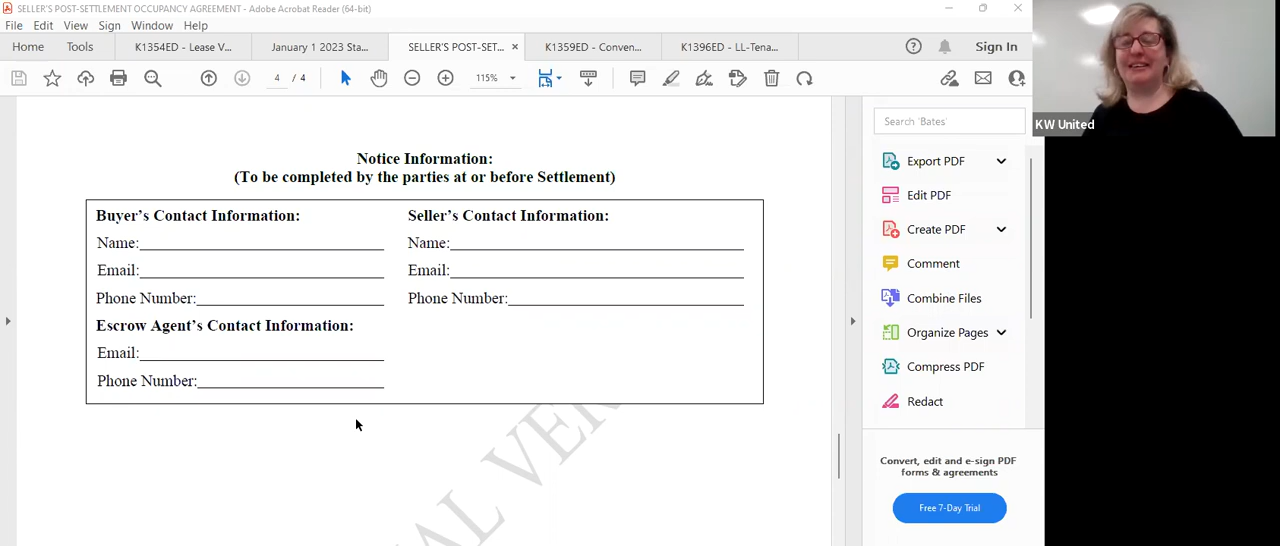 SELLER'S POST-SETTLEMENT OCCUPANCY AGREEMENT - Adobe Acrobat Reader (64-bit)
File Edit View Sign Window Help
Home Tools K1354ED - Lease V... January 1 2023 Sta... SELLER'S POST-SET... × K1359ED - Conven... K1396ED - LL-Tena... Sign In
4 / 4 115%
KW United
Search 'Bates'
Notice Information:
(To be completed by the parties at or before Settlement)
Buyer's Contact Information: Seller's Contact Information:
Name: Name:
Email: Email:
Phone Number: Phone Number:
Escrow Agent's Contact Information:
Email:
Phone Number:
Export PDF
Edit PDF
Create PDF
Comment
Combine Files
Organize Pages
Compress PDF
Redact
Convert, edit and e-sign PDF
forms & agreements
Free 7-Day Trial